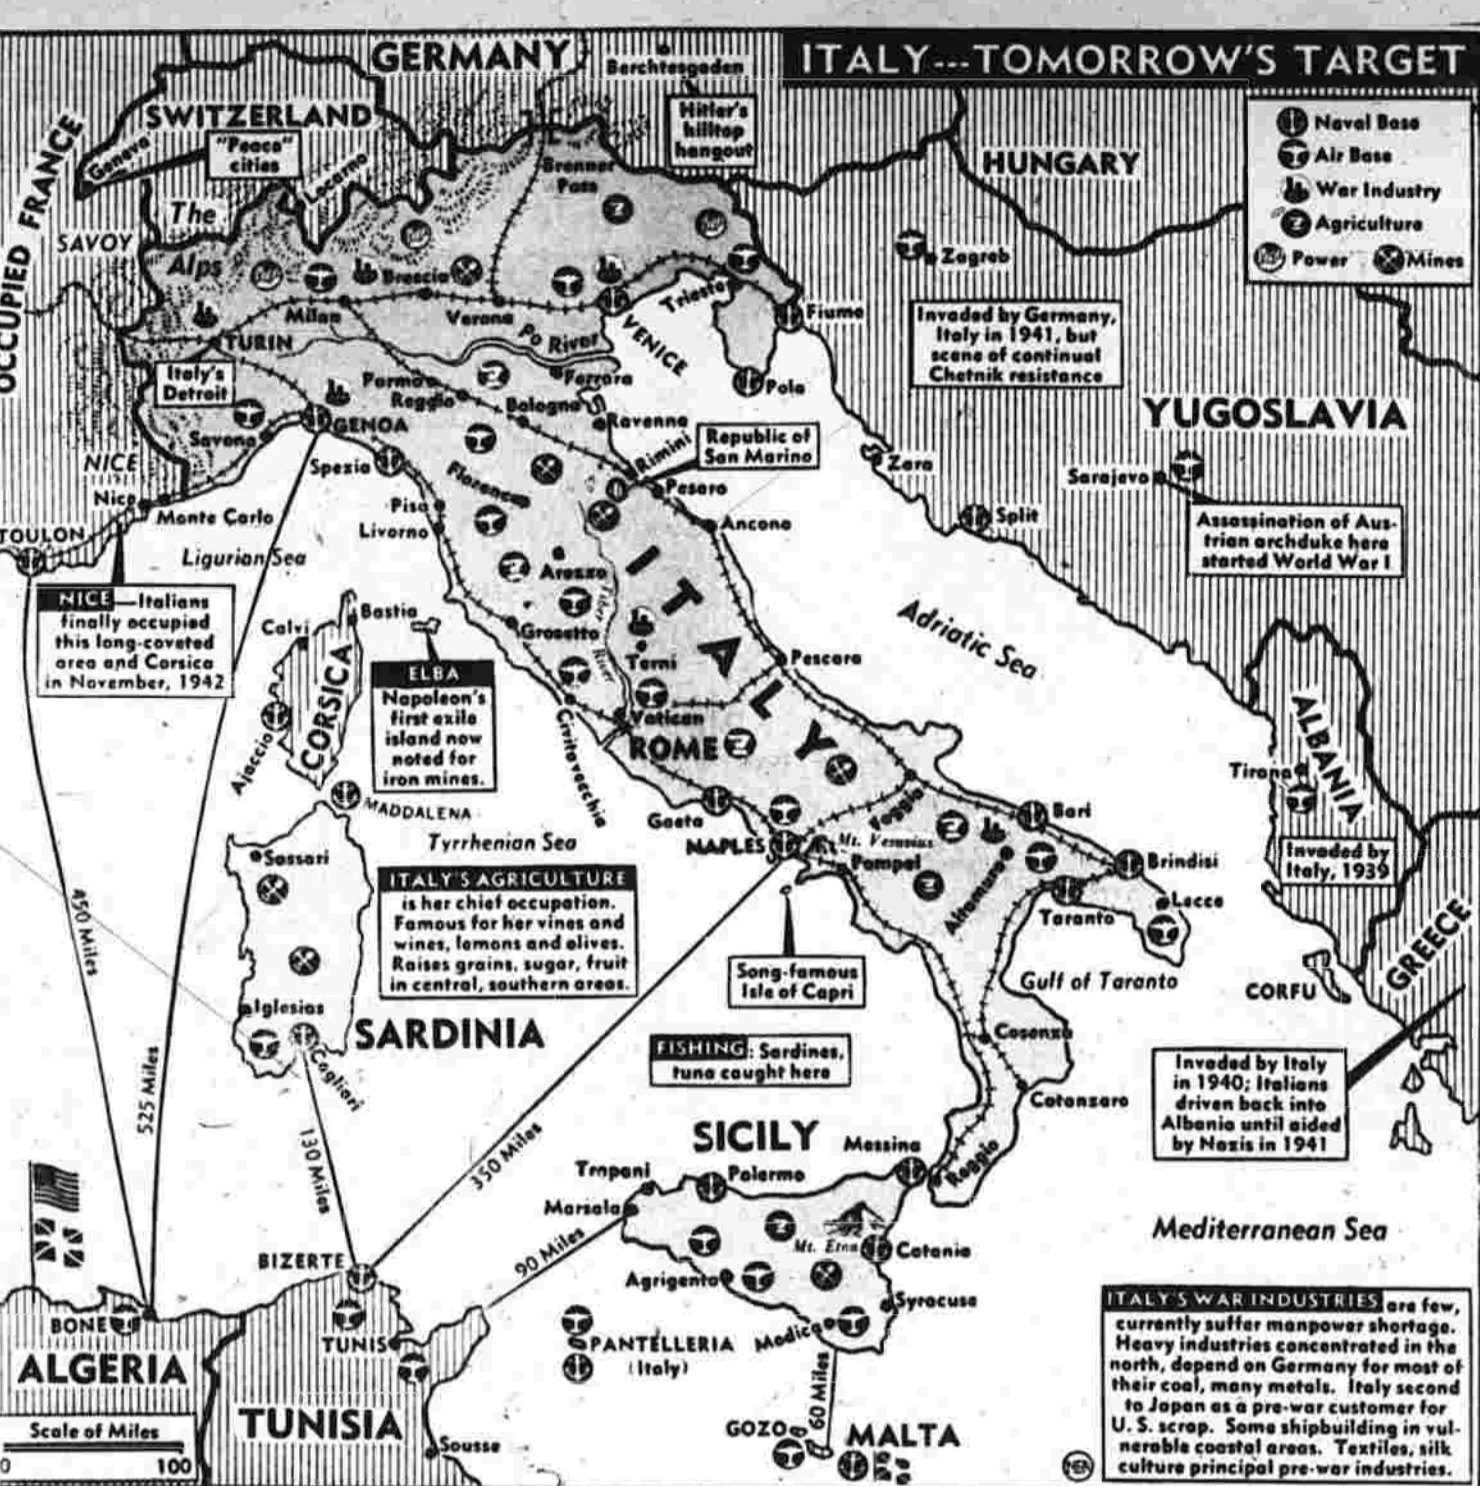 ITALY---TOMORROW'S TARGET
GERMANY
Berchtesgaden
Hitler's
hilltop
hangout
SWITZERLAND
Geneva
"Peace"
cities
Locarno
OCCUPIED FRANCE
SAVOY
The
Alps
Brenner
Pass
HUNGARY
Naval Base
Air Base
War Industry
Agriculture
Power
Mines
Zagreb
Invaded by Germany,
Italy in 1941, but
scene of continual
Chetnik resistance
YUGOSLAVIA
Brescia
Milan
Verona
Po River
VENICE
Trieste
Fiume
Pola
TURIN
Italy's
Detroit
Parma
Reggio
Ferrara
Bologna
Ravenna
Savona
GENOA
Spezia
Rimini
Republic of
San Marino
Zara
Sarajevo
Assassination of Aus-
trian archduke here
started World War I
Split
NICE
Nice
Monte Carlo
TOULON
Ligurian Sea
Florence
Pisa
Livorno
Pesaro
Ancona
Arezzo
Tiber River
ITALY
Adriatic Sea
NICE—Italians
finally occupied
this long-coveted
area and Corsica
in November, 1942
Calvi
Bastia
CORSICA
Ajaccio
ELBA
Napoleon's
first exile
island now
noted for
iron mines.
Grosseto
Terni
Pescara
Civitavecchia
Vatican
ROME
MADDALENA
Tyrrhenian Sea
Gaeta
NAPLES
Mt. Vesuvius
Pompei
Foggia
Bari
Altamura
Brindisi
Taranto
Lecce
Tirana
ALBANIA
Invaded by
Italy, 1939
GREECE
CORFU
Gulf of Taranto
Sassari
Iglesias
Cagliari
SARDINIA
ITALY'S AGRICULTURE
is her chief occupation.
Famous for her vines and
wines, lemons and olives.
Raises grains, sugar, fruit
in central, southern areas.
Song-famous
Isle of Capri
FISHING: Sardines,
tuna caught here
Cosenza
Catanzaro
Invaded by Italy
in 1940; Italians
driven back into
Albania until aided
by Nazis in 1941
450 Miles
525 Miles
130 Miles
350 Miles
90 Miles
SICILY
Messina
Reggio
Trapani
Palermo
Marsala
Mt. Etna
Catania
Agrigento
Syracuse
Modica
Mediterranean Sea
BIZERTE
BONE
TUNIS
ALGERIA
TUNISIA
Sousse
Scale of Miles
0 100
PANTELLERIA
(Italy)
60 Miles
GOZO
MALTA
NEA
ITALY'S WAR INDUSTRIES are few,
currently suffer manpower shortage.
Heavy industries concentrated in the
north, depend on Germany for most of
their coal, many metals. Italy second
to Japan as a pre-war customer for
U. S. scrap. Some shipbuilding in vul-
nerable coastal areas. Textiles, silk
culture principal pre-war industries.